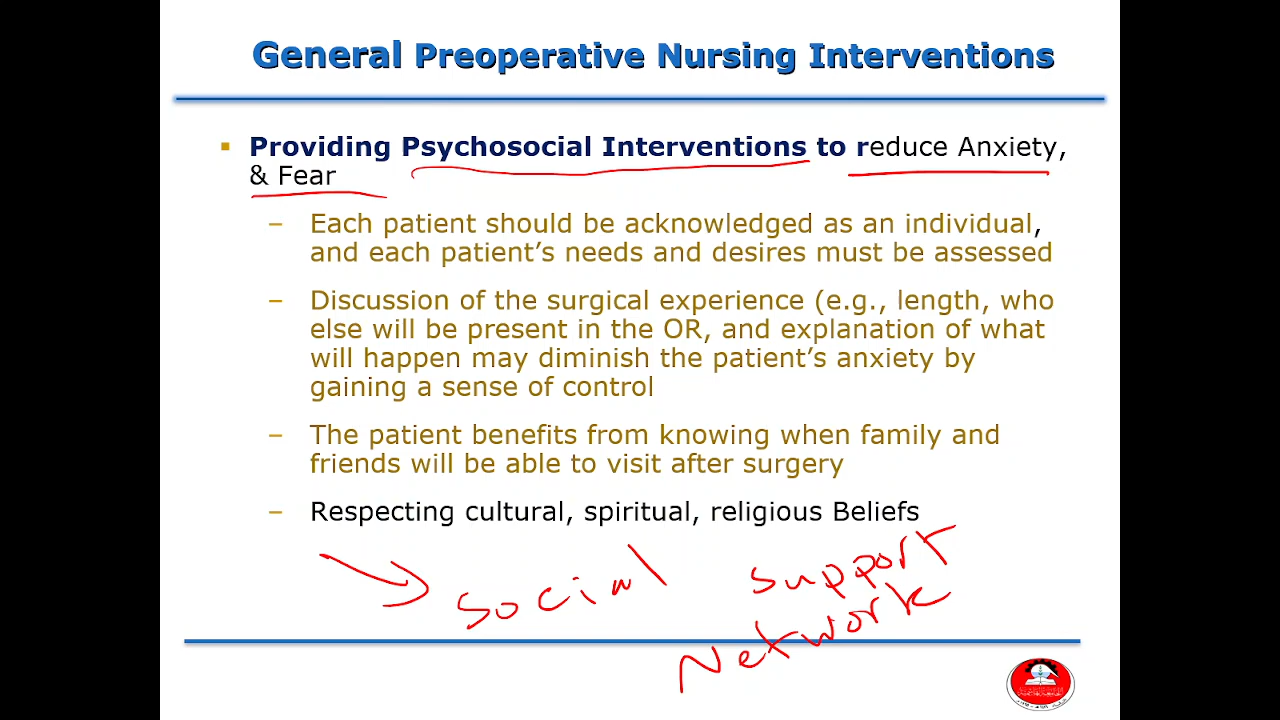 General Preoperative Nursing Interventions
▪ Providing Psychosocial Interventions to reduce Anxiety,
& Fear
– Each patient should be acknowledged as an individual,
and each patient's needs and desires must be assessed
– Discussion of the surgical experience (e.g., length, who
else will be present in the OR, and explanation of what
will happen may diminish the patient's anxiety by
gaining a sense of control
– The patient benefits from knowing when family and
friends will be able to visit after surgery
– Respecting cultural, spiritual, religious Beliefs
Social support
Network